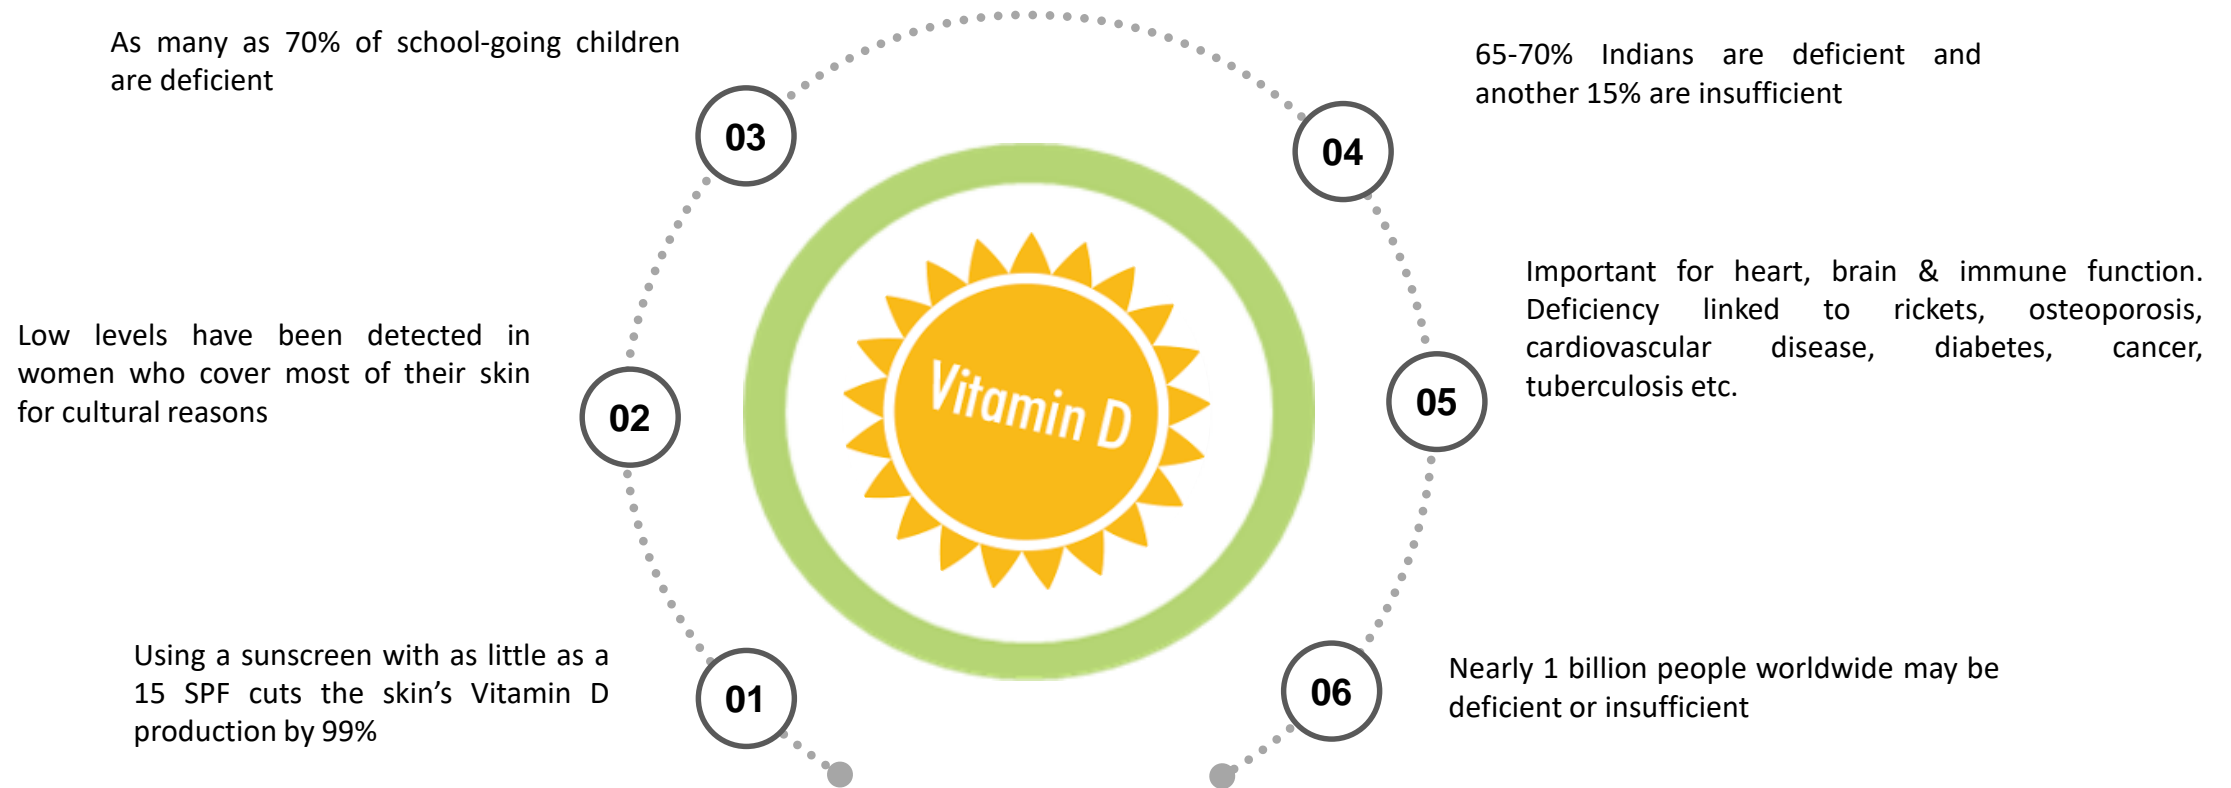 As many as 70% of school-going children
are deficient
03
65-70% Indians are deficient and
another 15% are insufficient
04
Low levels have been detected in
women who cover most of their skin
for cultural reasons
02
Vitamin D
Important for heart, brain & immune function.
Deficiency linked to rickets, osteoporosis,
cardiovascular disease, diabetes, cancer,
tuberculosis etc.
05
Using a sunscreen with as little as a
15 SPF cuts the skin’s Vitamin D
production by 99%
01
Nearly 1 billion people worldwide may be
deficient or insufficient
06